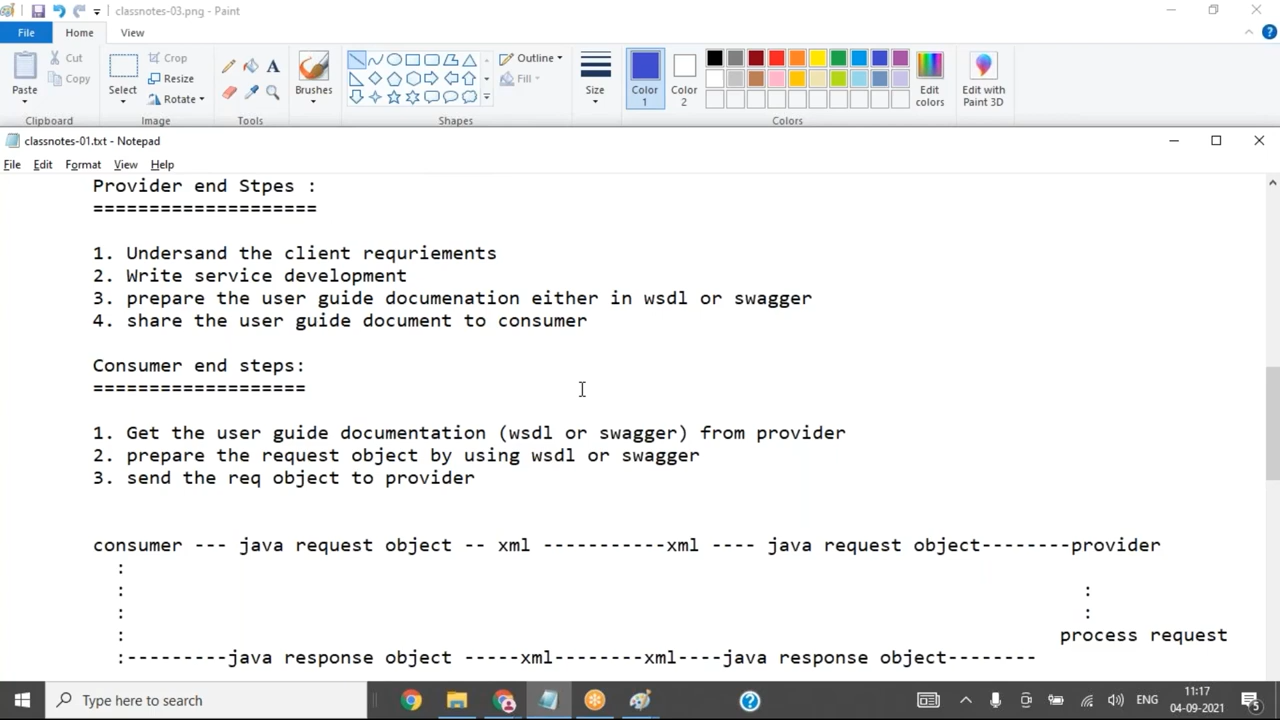 classnotes-03.png - Paint
File Home View
Paste
Cut
Copy
Clipboard
Select
Crop
Resize
Rotate
Image
A
Tools
Brushes
Shapes
Outline
Fill
Size
Color 1
Color 2
Colors
Edit colors
Edit with Paint 3D
classnotes-01.txt - Notepad
File Edit Format View Help
Provider end Stpes :
====================
1. Undersand the client requriements
2. Write service development
3. prepare the user guide documenation either in wsdl or swagger
4. share the user guide document to consumer
Consumer end steps:
===================
1. Get the user guide documentation (wsdl or swagger) from provider
2. prepare the request object by using wsdl or swagger
3. send the req object to provider
consumer --- java request object -- xml -----------xml ---- java request object--------provider
:
: :
: :
: process request
:---------java response object -----xml--------xml----java response object--------
Type here to search
ENG
11:17
04-09-2021
5